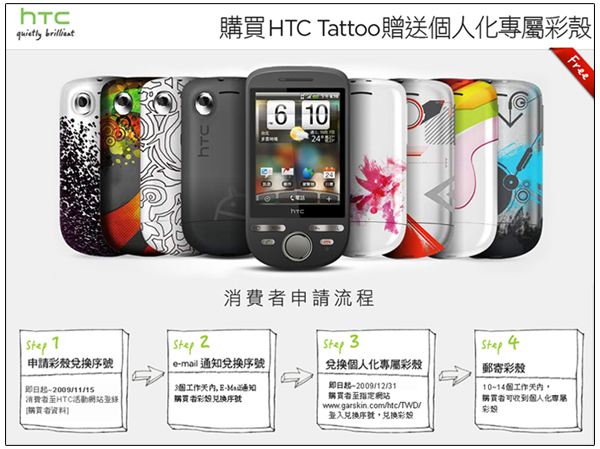 hTC
quietly brilliant
購買HTC Tattoo贈送個人化專屬彩殼
Free
hTC
6 10
24°
hTC
消費者申請流程
Step 1
申請彩殼兌換序號
即日起~2009/11/15
消費者至HTC活動網站登錄
[購買者資料]
Step 2
e-mail 通知兌換序號
3個工作天內, E-Mail通知
購買者彩殼兌換序號
Step 3
兌換個人化專屬彩殼
即日起~2009/12/31
購買者至指定網站
www.garskin.com/htc/TWD/
登入兌換序號，兌換彩殼
Step 4
郵寄彩殼
10~14個工作天內，
購買者可收到個人化專屬
彩殼